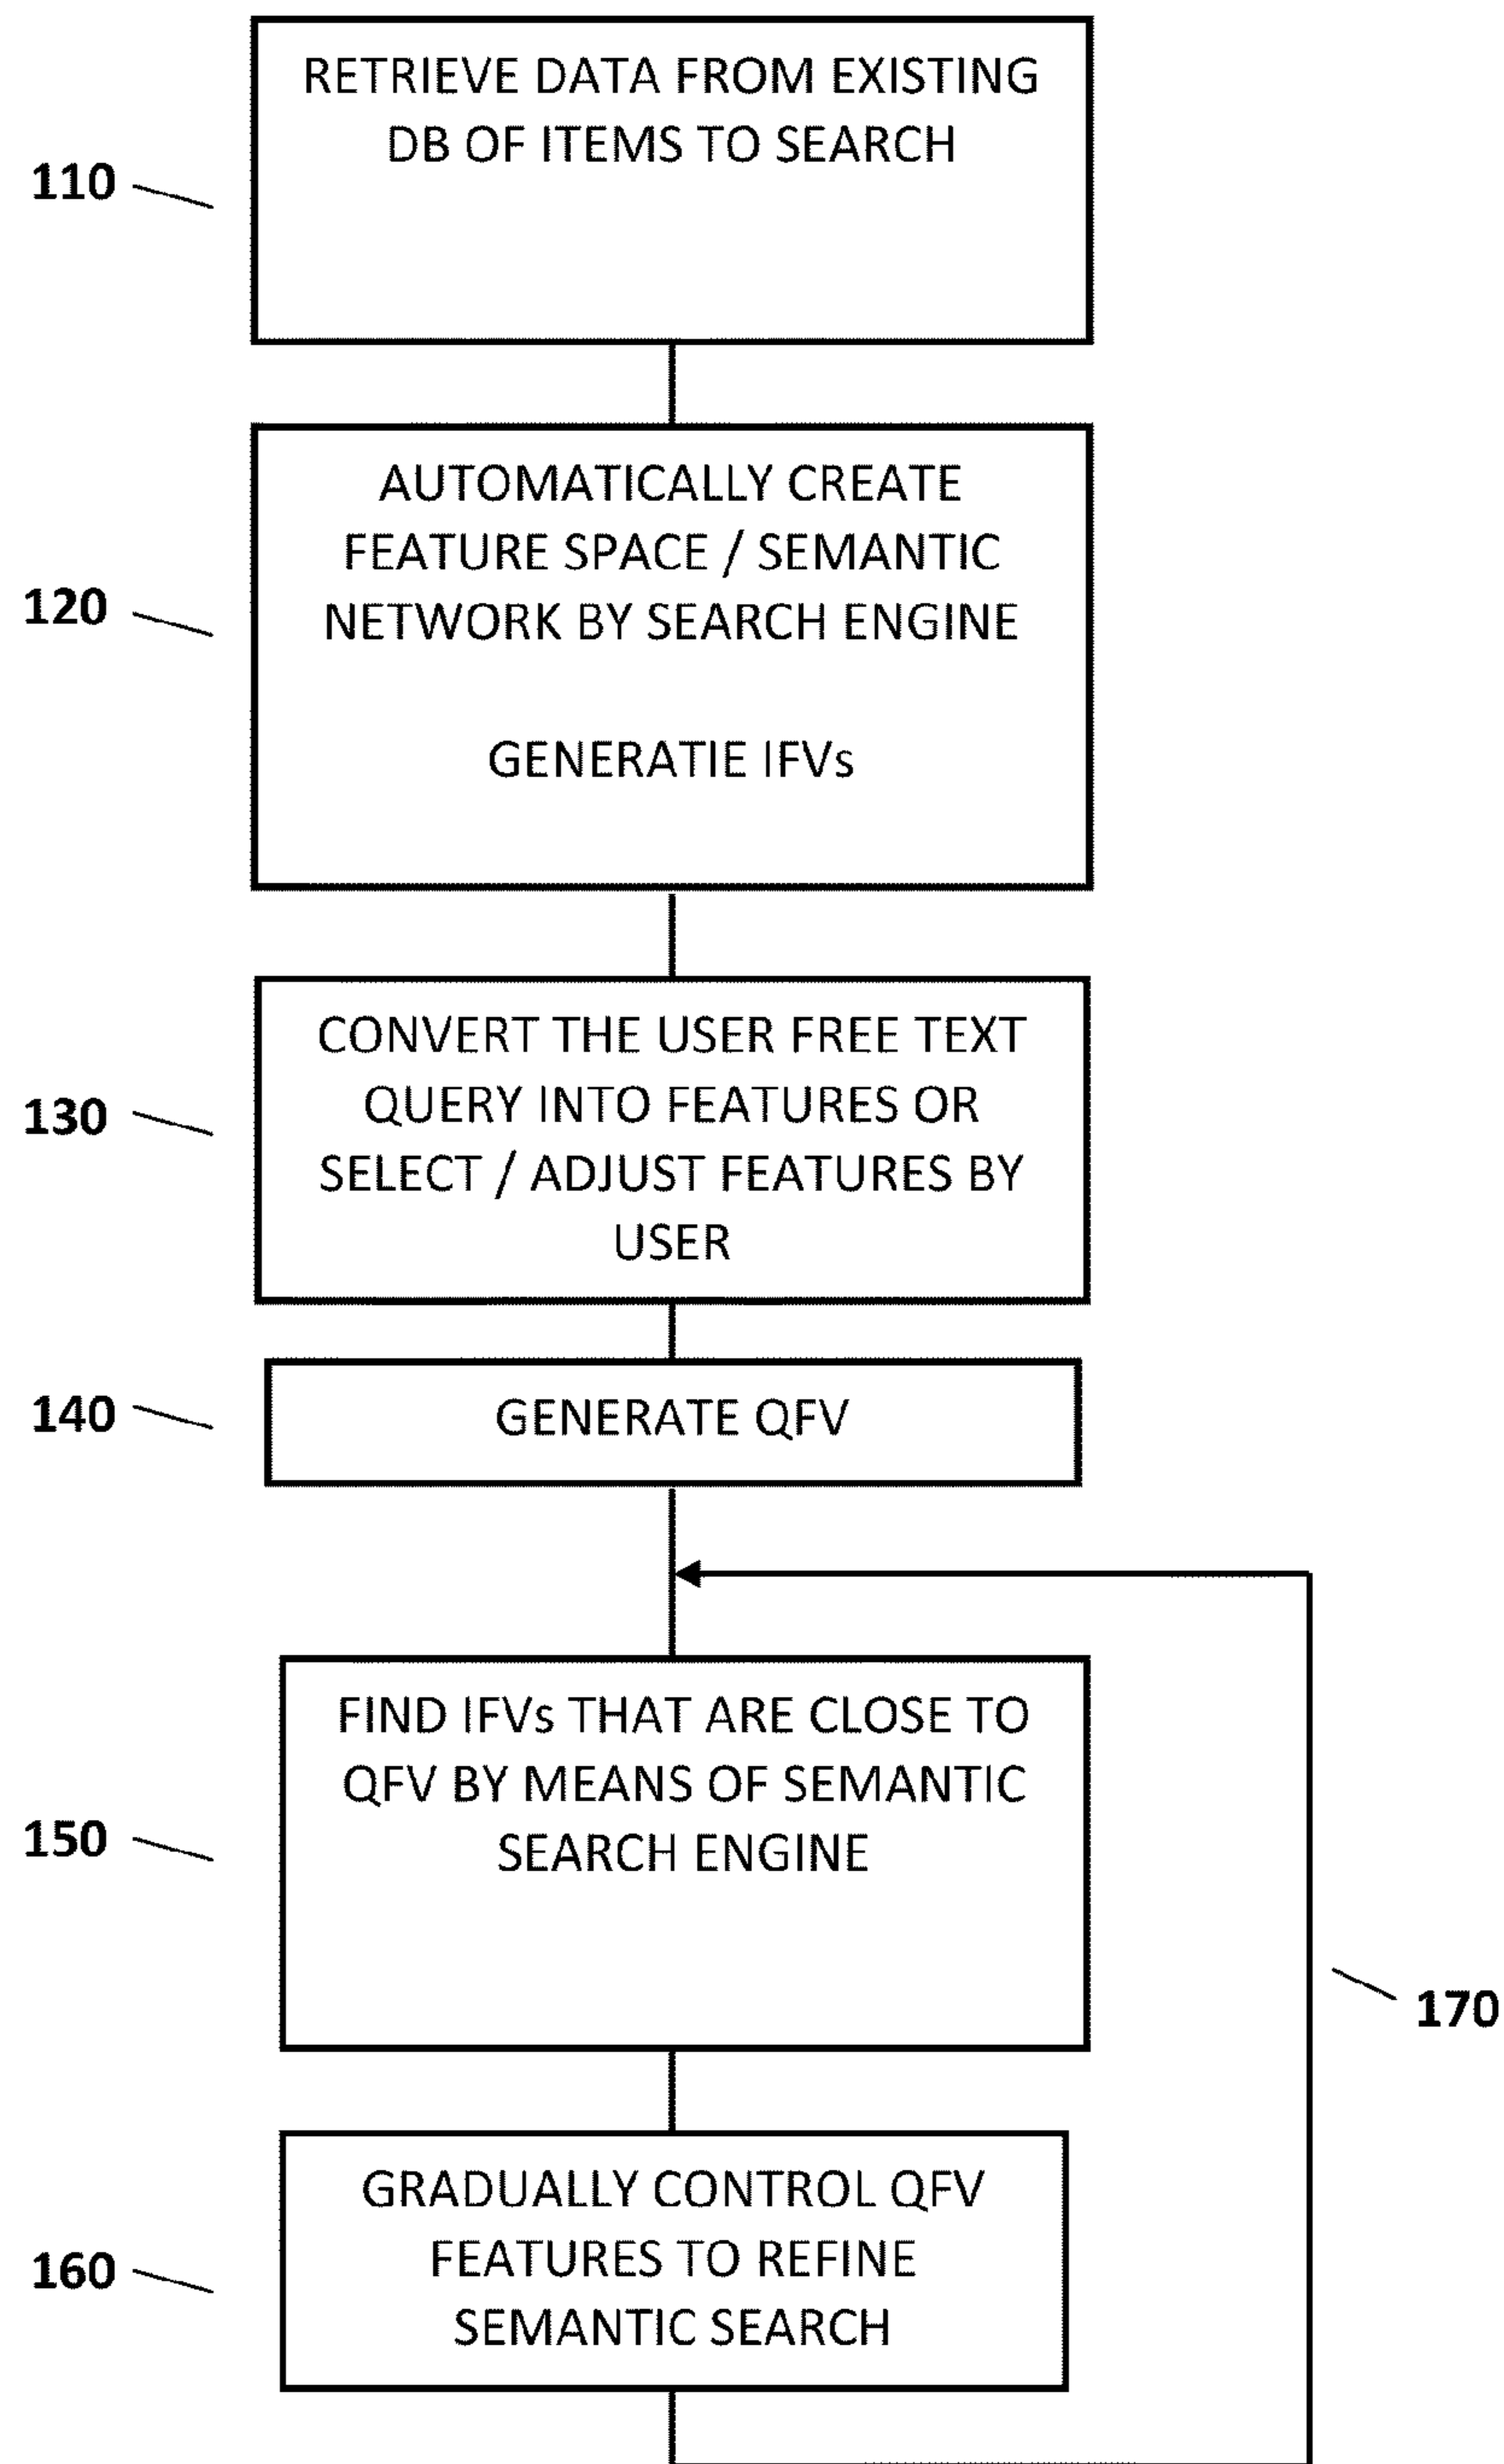 RETRIEVE DATA FROM EXISTING
DB OF ITEMS TO SEARCH
110
AUTOMATICALLY CREATE
FEATURE SPACE / SEMANTIC
NETWORK BY SEARCH ENGINE
120
GENERATIE IFVs
CONVERT THE USER FREE TEXT
QUERY INTO FEATURES OR
130
SELECT / ADJUST FEATURES BY
USER
140
GENERATE QFV
FIND IFVs THAT ARE CLOSE TO
QFV BY MEANS OF SEMANTIC
SEARCH ENGINE
150
170
GRADUALLY CONTROL QFV
FEATURES TO REFINE
160
SEMANTIC SEARCH